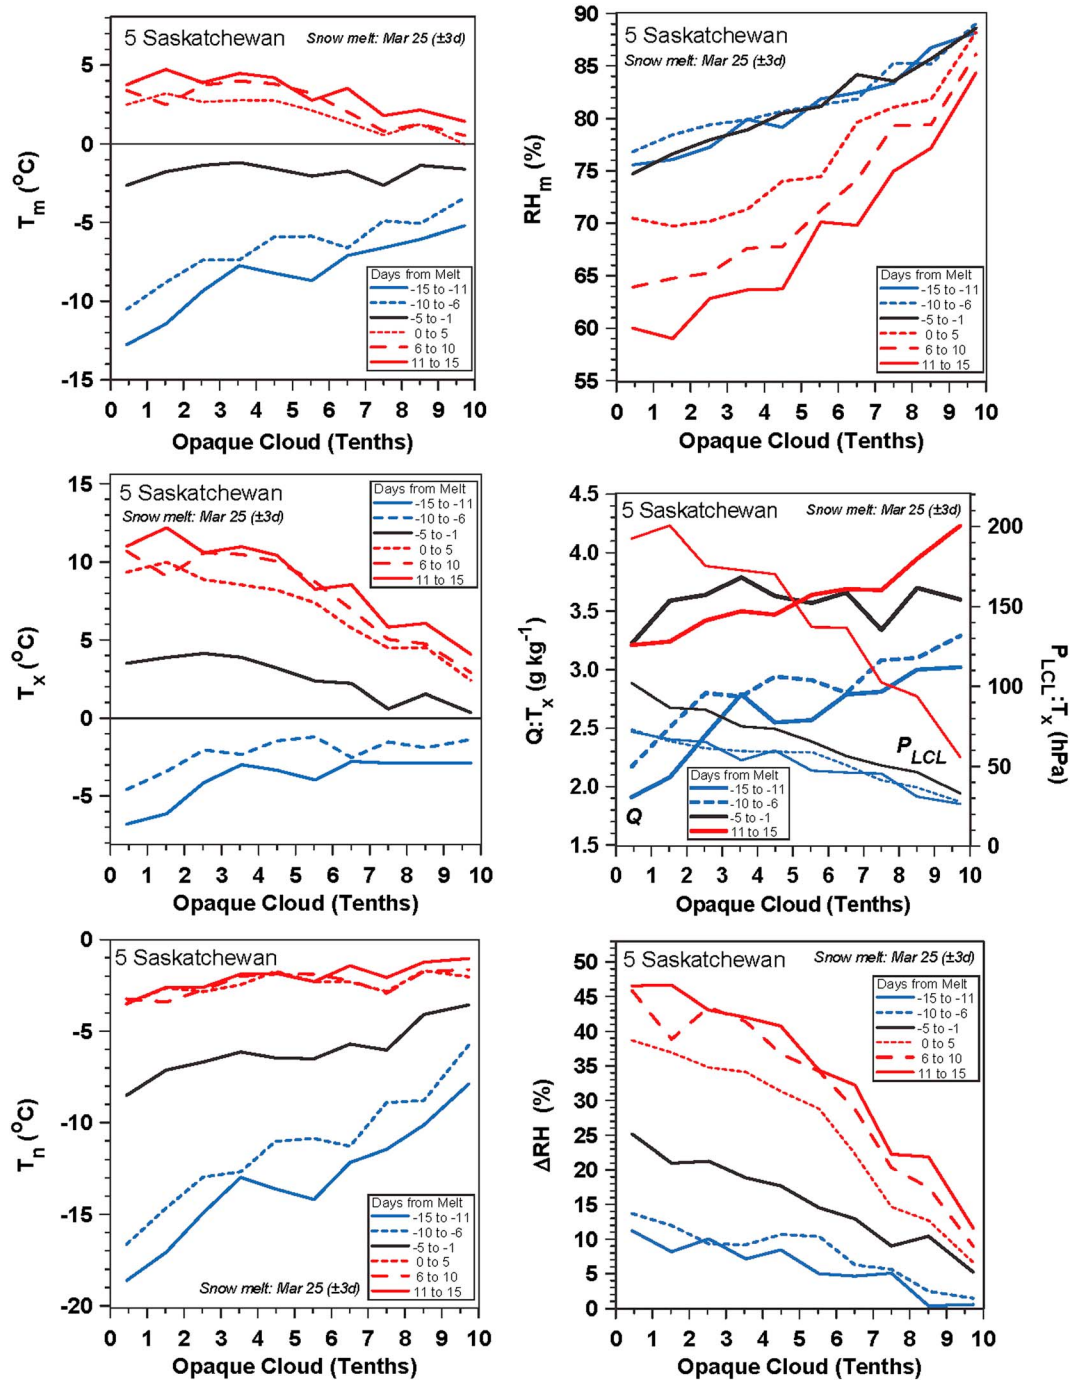 5 Saskatchewan
Snow melt: Mar 25 (±3d)
5
0
-5
-10
-15
T_m (°C)
Days from Melt
-15 to -11
-10 to -6
-5 to -1
0 to 5
6 to 10
11 to 15
0 1 2 3 4 5 6 7 8 9 10
Opaque Cloud (Tenths)
5 Saskatchewan
Snow melt: Mar 25 (±3d)
90
85
80
75
70
65
60
55
RH_m (%)
Days from Melt
-15 to -11
-10 to -6
-5 to -1
0 to 5
6 to 10
11 to 15
0 1 2 3 4 5 6 7 8 9 10
Opaque Cloud (Tenths)
5 Saskatchewan
Snow melt: Mar 25 (±3d)
15
10
5
0
-5
T_x (°C)
Days from Melt
-15 to -11
-10 to -6
-5 to -1
0 to 5
6 to 10
11 to 15
0 1 2 3 4 5 6 7 8 9 10
Opaque Cloud (Tenths)
5 Saskatchewan
Snow melt: Mar 25 (±3d)
4.5
4.0
3.5
3.0
2.5
2.0
1.5
Q:T_x (g kg^-1)
200
150
100
50
0
P_LCL:T_x (hPa)
P_LCL
Q
Days from Melt
-15 to -11
-10 to -6
-5 to -1
11 to 15
0 1 2 3 4 5 6 7 8 9 10
Opaque Cloud (Tenths)
5 Saskatchewan
0
-5
-10
-15
-20
T_n (°C)
Days from Melt
-15 to -11
-10 to -6
-5 to -1
0 to 5
6 to 10
11 to 15
Snow melt: Mar 25 (±3d)
0 1 2 3 4 5 6 7 8 9 10
Opaque Cloud (Tenths)
5 Saskatchewan
Snow melt: Mar 25 (±3d)
50
45
40
35
30
25
20
15
10
5
0
ΔRH (%)
Days from Melt
-15 to -11
-10 to -6
-5 to -1
0 to 5
6 to 10
11 to 15
0 1 2 3 4 5 6 7 8 9 10
Opaque Cloud (Tenths)